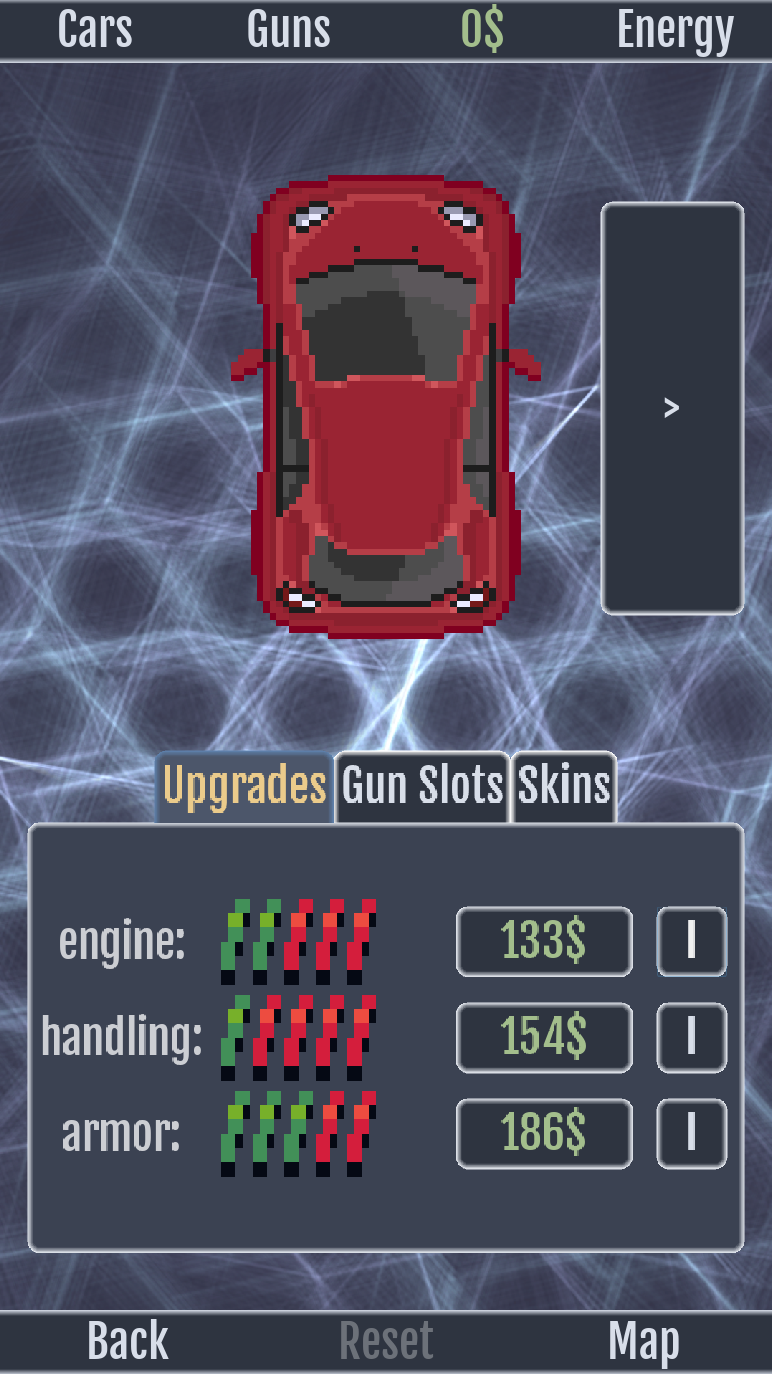 Cars Guns 0$ Energy
>
Upgrades Gun Slots Skins
engine: 133$ I
handling: 154$ I
armor: 186$ I
Back Reset Map